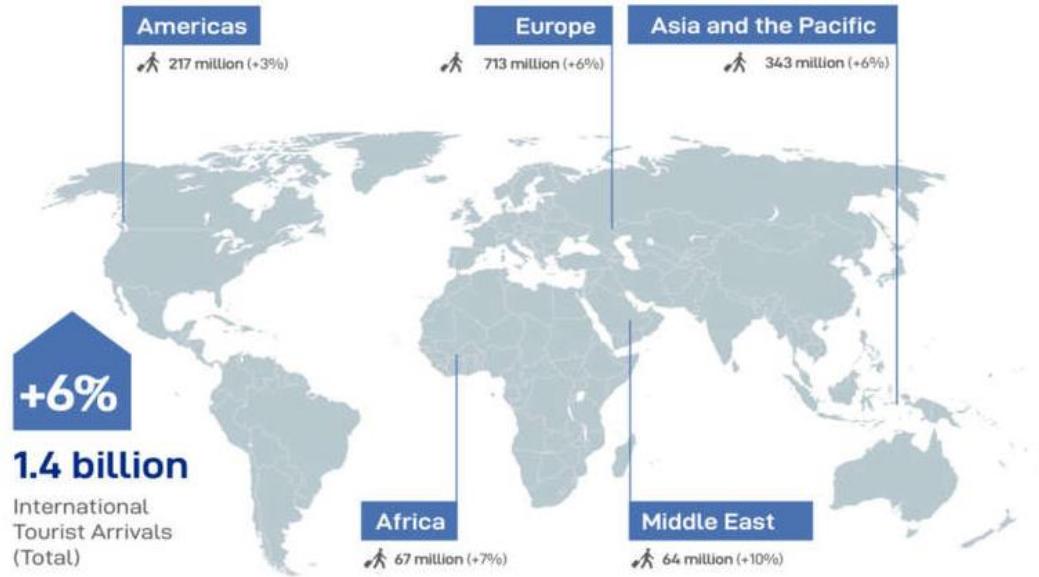 Americas
217 million (+3%)
Europe
713 million (+6%)
Asia and the Pacific
343 million (+6%)
+6%
1.4 billion
International
Tourist Arrivals
(Total)
Africa
67 million (+7%)
Middle East
64 million (+10%)